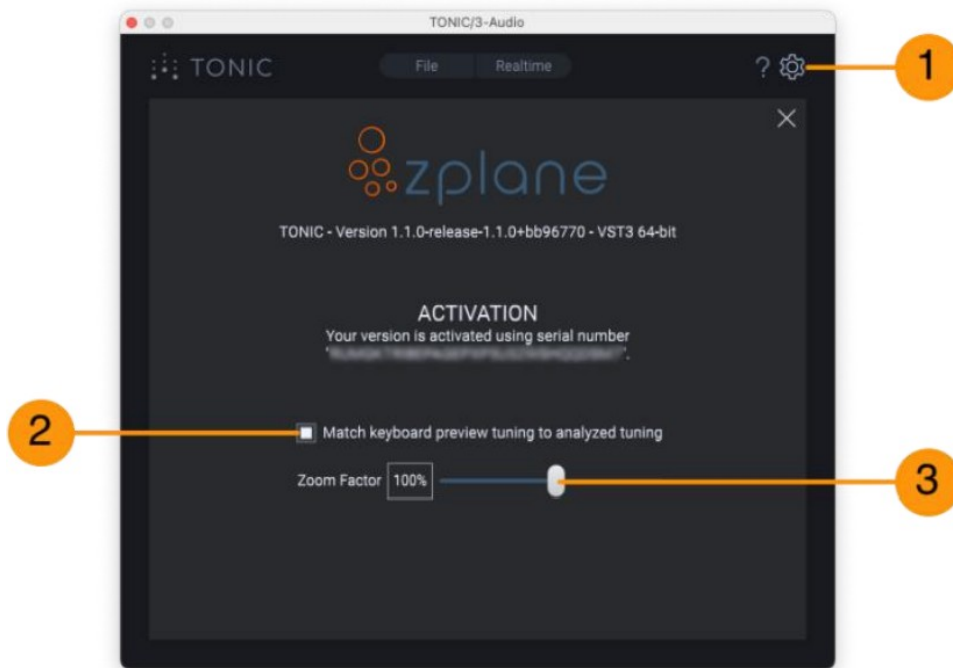 TONIC/3-Audio
TONIC File Realtime ? 1
zplane
TONIC - Version 1.1.0-release-1.1.0+bb96770 - VST3 64-bit
ACTIVATION
Your version is activated using serial number
' '.
2 Match keyboard preview tuning to analyzed tuning
Zoom Factor 100% 3